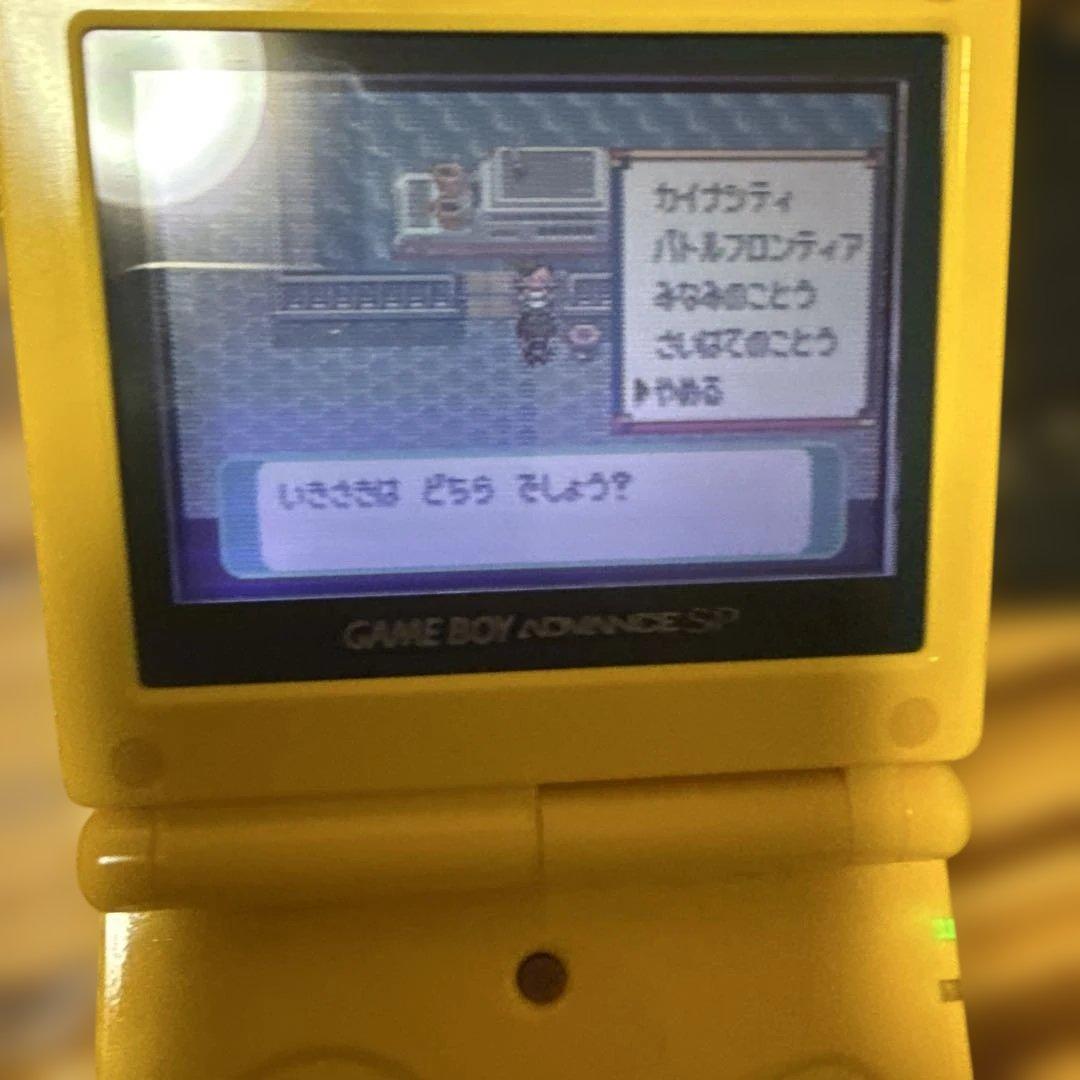 カイナシティ
バトルフロンティア
みなみのことう
さいはてのことう
▶やめる
いきさきは どちら でしょう?
GAME BOY ADVANCE SP